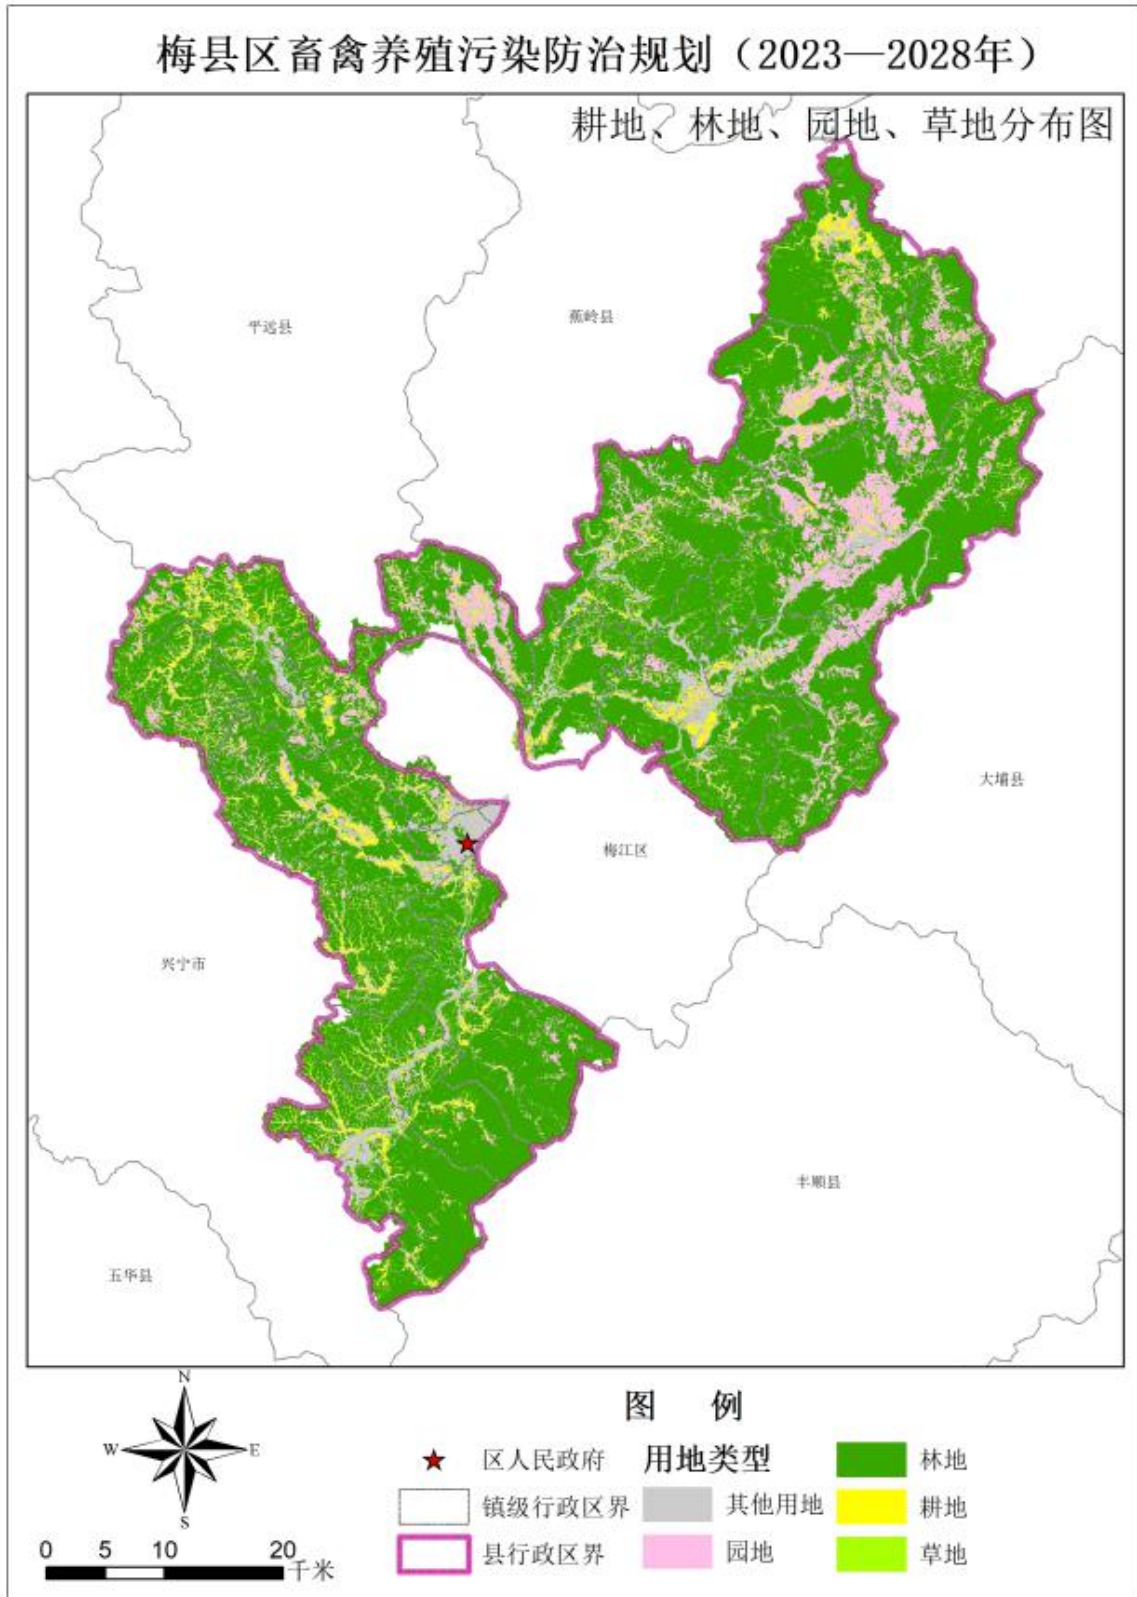 梅县区畜禽养殖污染防治规划（2023—2028年）
耕地、林地、园地、草地分布图
平远县
蕉岭县
大埔县
梅江区
兴宁市
丰顺县
五华县
N
W E
S
0 5 10 20
千米
图 例
区人民政府
镇级行政区界
县行政区界
用地类型
其他用地
园地
林地
耕地
草地